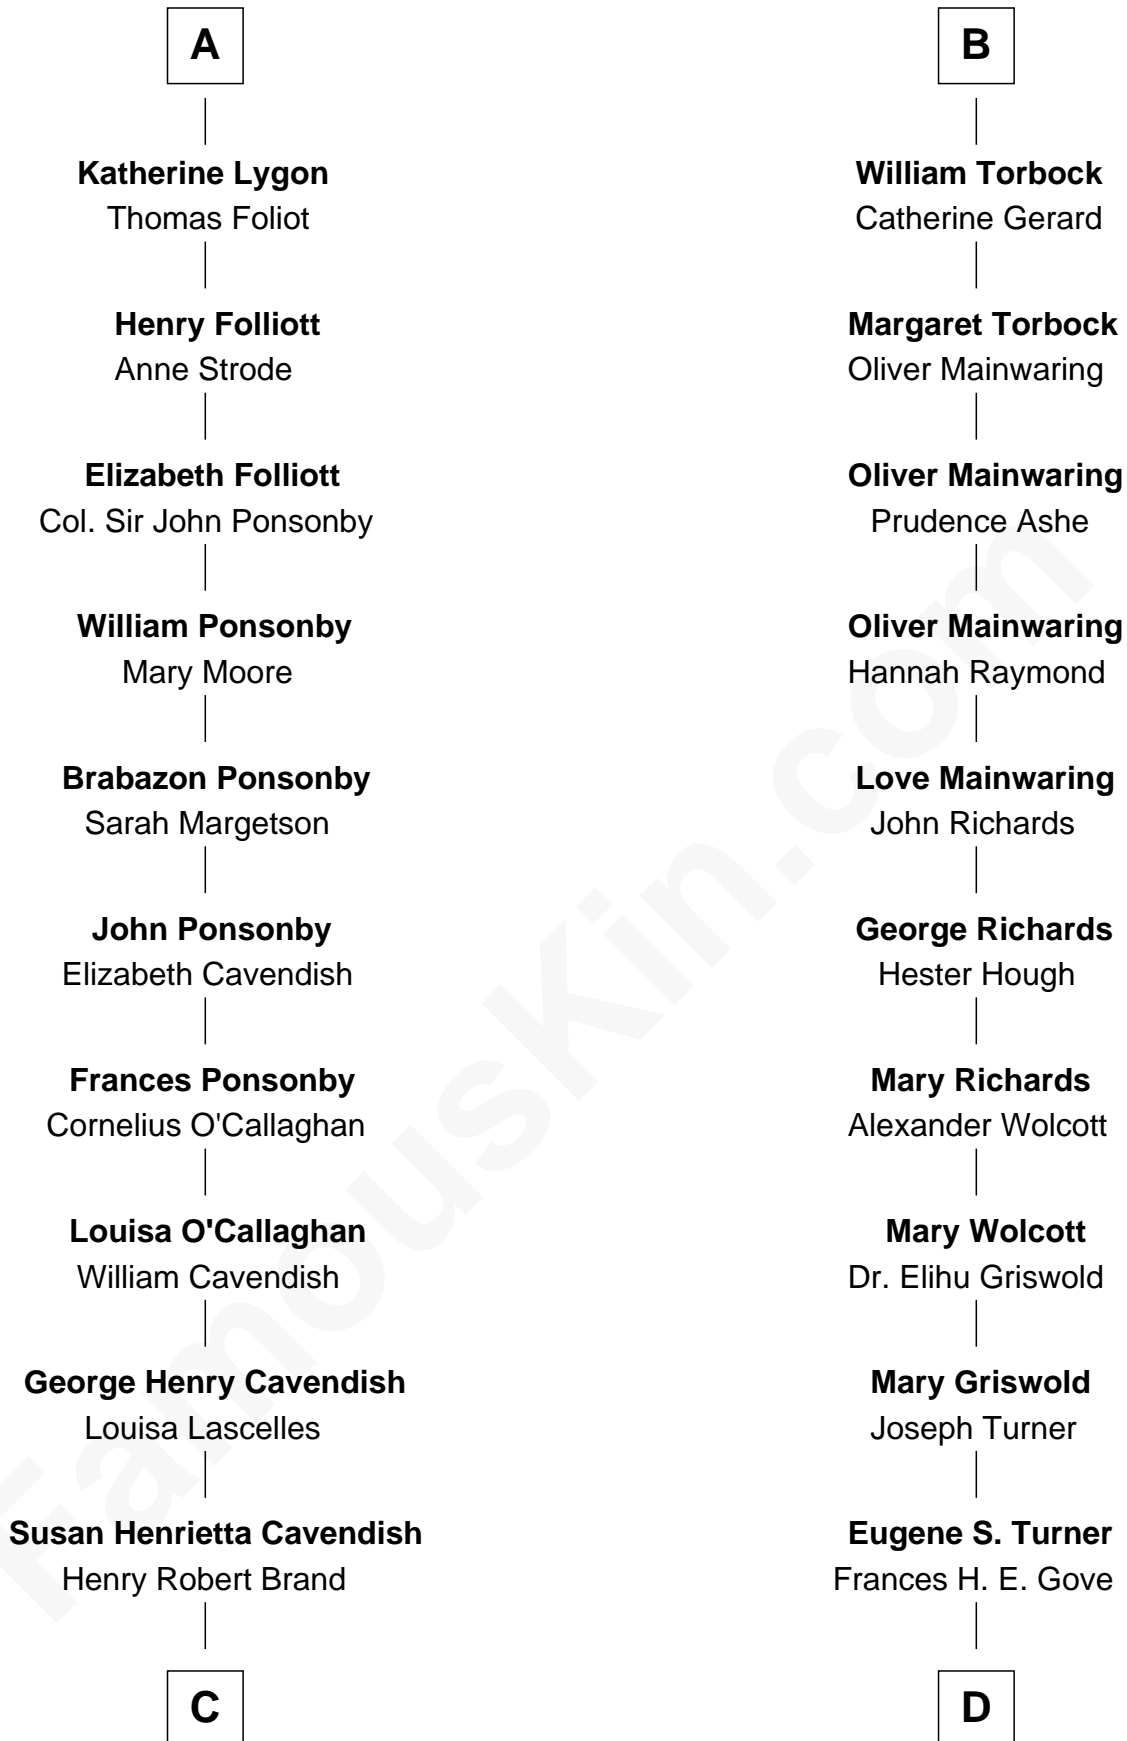 A
Katherine Lygon
Thomas Foliot
Henry Folliott
Anne Strode
Elizabeth Folliott
Col. Sir John Ponsonby
William Ponsonby
Mary Moore
Brabazon Ponsonby
Sarah Margetson
John Ponsonby
Elizabeth Cavendish
Frances Ponsonby
Cornelius O'Callaghan
Louisa O'Callaghan
William Cavendish
George Henry Cavendish
Louisa Lascelles
Susan Henrietta Cavendish
Henry Robert Brand
C
B
William Torbock
Catherine Gerard
Margaret Torbock
Oliver Mainwaring
Oliver Mainwaring
Prudence Ashe
Oliver Mainwaring
Hannah Raymond
Love Mainwaring
John Richards
George Richards
Hester Hough
Mary Richards
Alexander Wolcott
Mary Wolcott
Dr. Elihu Griswold
Mary Griswold
Joseph Turner
Eugene S. Turner
Frances H. E. Gove
D
FamousKin.com